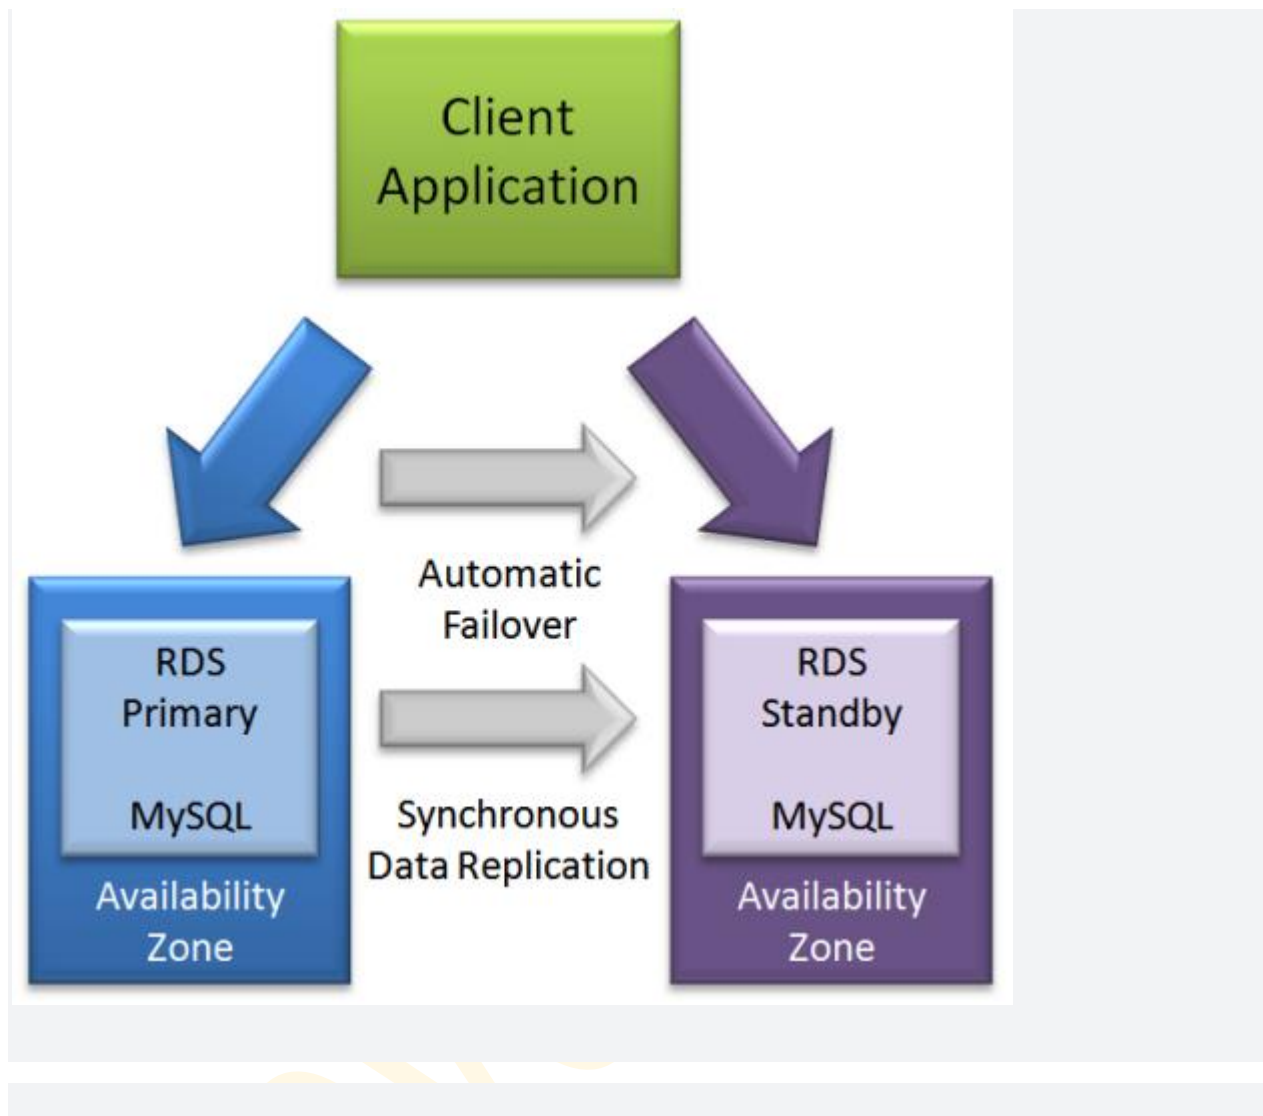 Client
Application
Automatic
Failover
RDS
Primary
MySQL
Availability
Zone
Synchronous
Data Replication
RDS
Standby
MySQL
Availability
Zone